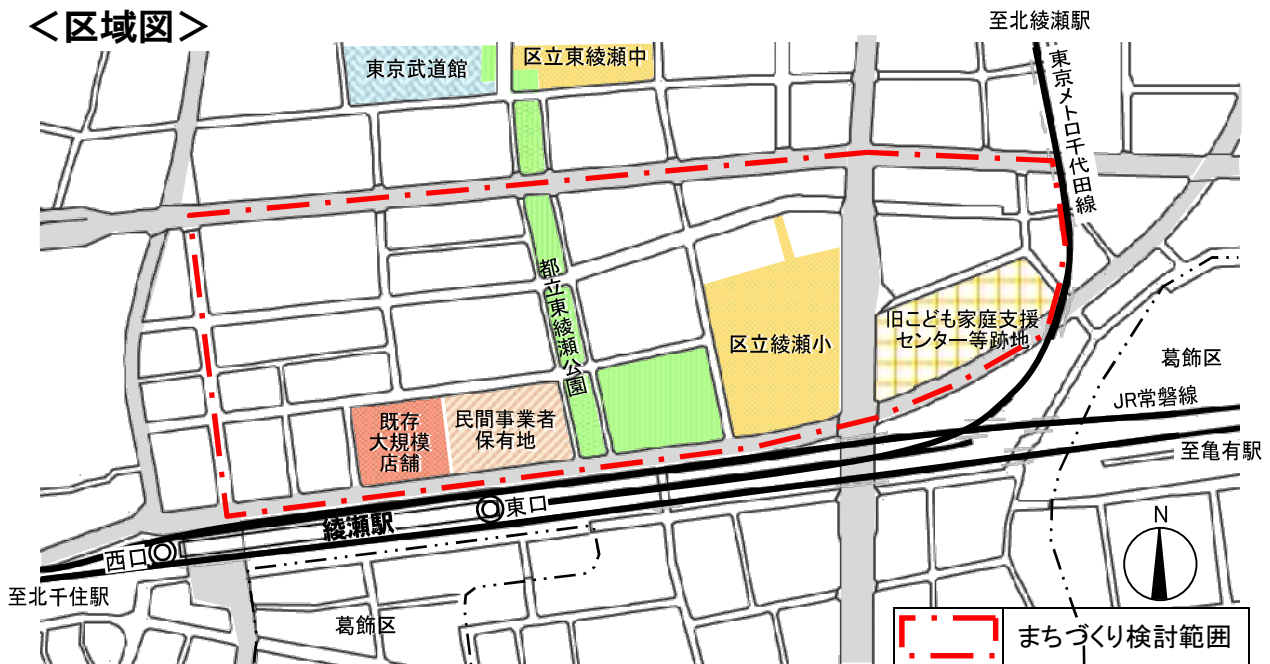 ＜区域図＞
至北綾瀬駅
東京武道館
区立東綾瀬中
東京メトロ千代田線
都立東綾瀬公園
区立綾瀬小
旧こども家庭支援
センター等跡地
葛飾区
JR常磐線
既存
大規模
店舗
民間事業者
保有地
至亀有駅
東口
綾瀬駅
西口
N
至北千住駅
葛飾区
まちづくり検討範囲